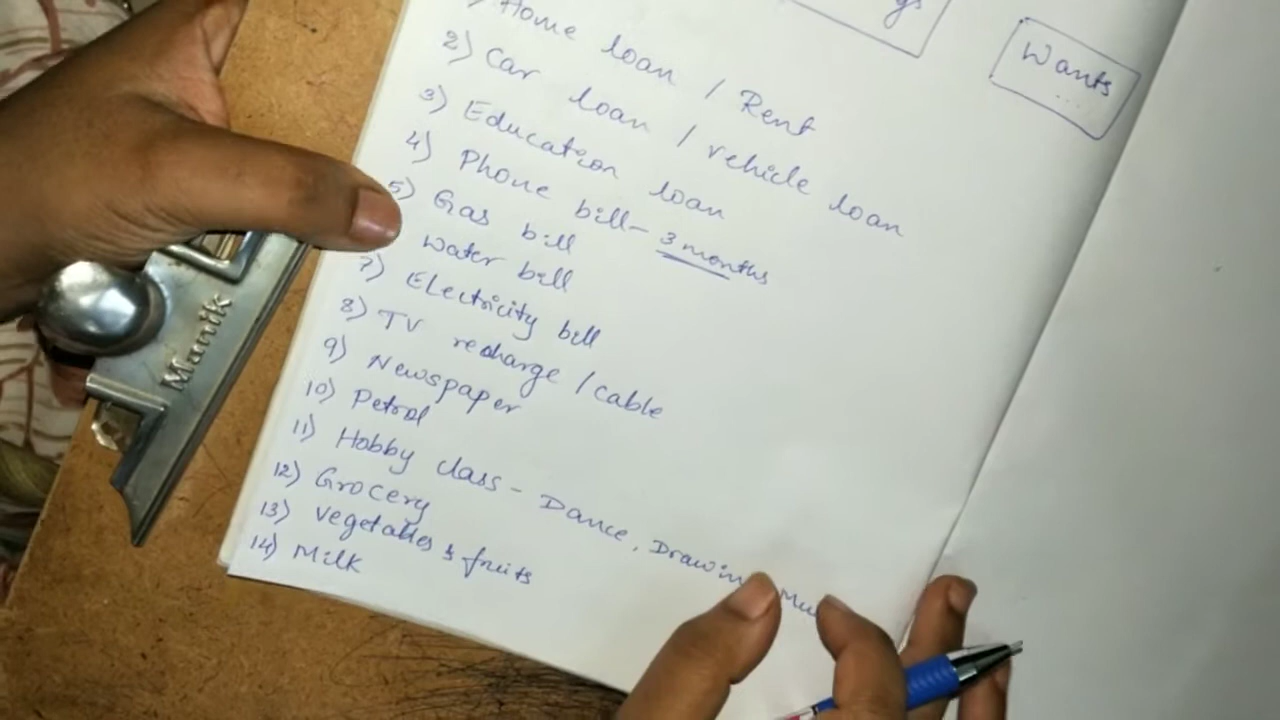 Home loan / Rent
2) Car loan / vehicle loan
3) Education loan
4) Phone bill - 3 months
5) Gas bill
Water bill
7) Electricity bill
8) TV recharge / cable
9) Newspaper
10) Petrol
11) Hobby class - Dance, Drawin
12) Grocery
13) Vegetables & fruits
14) Milk
Wants
...
Manik